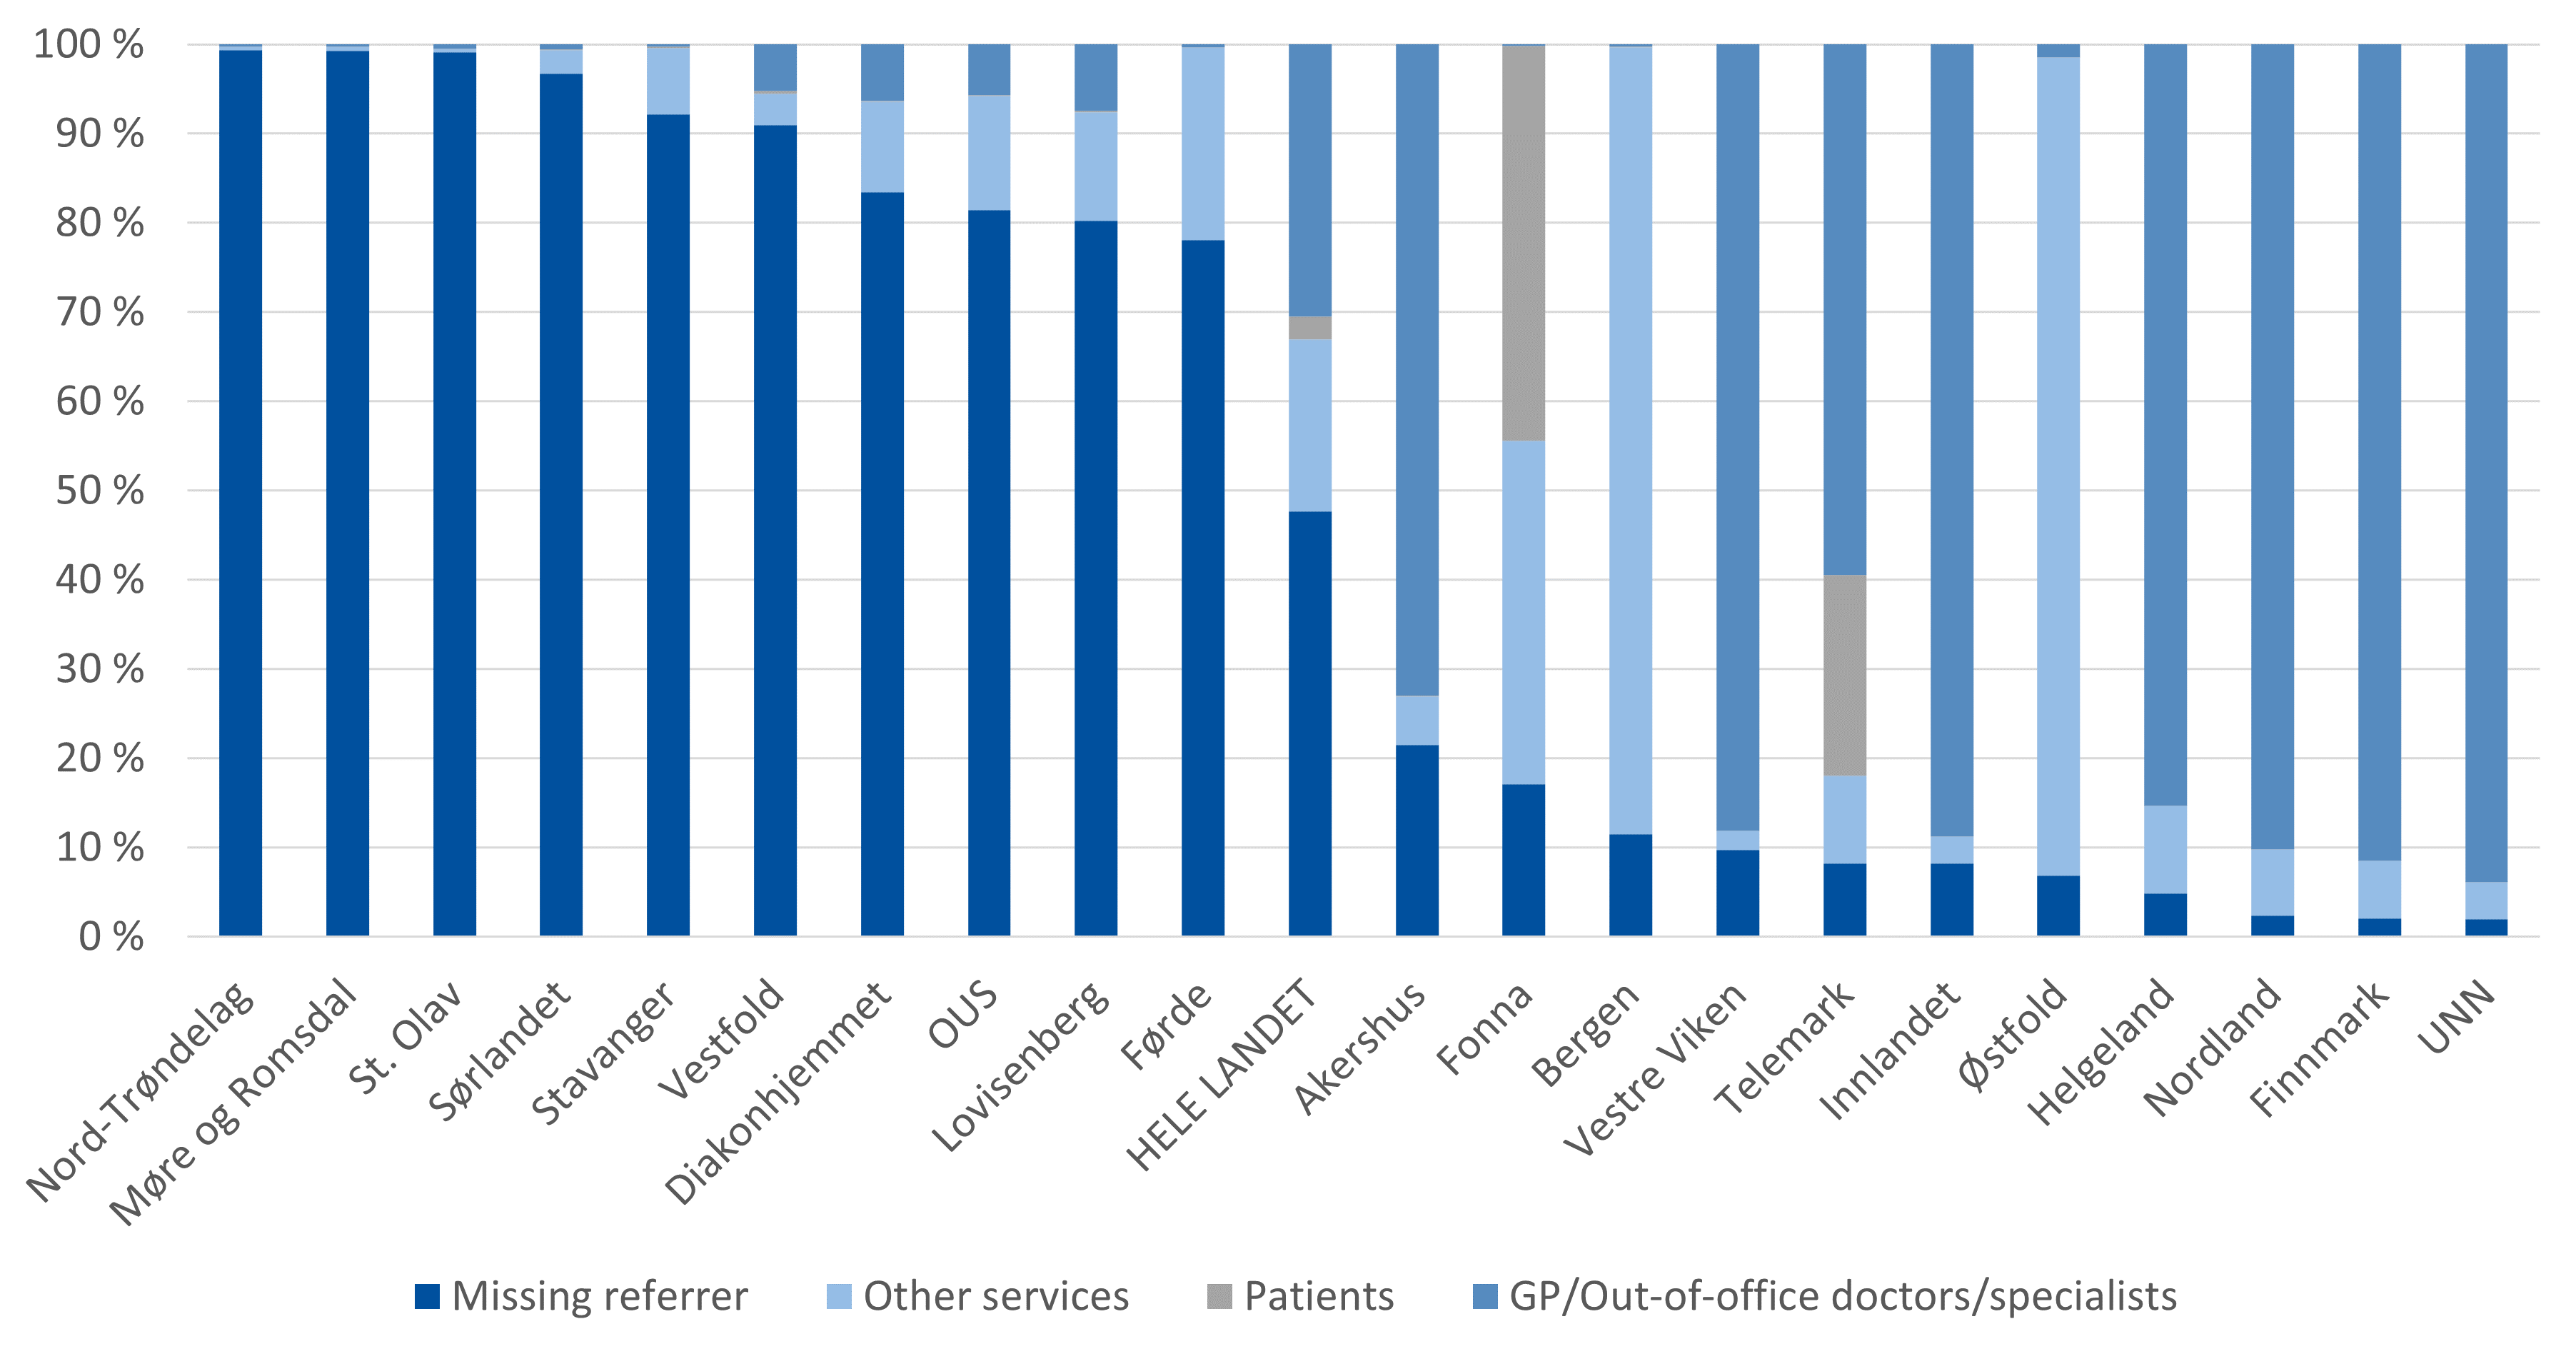 100 %
90 %
80 %
70 %
60 %
50 %
40 %
30 %
20 %
10 %
0 %
Nord-Trøndelag
Møre og Romsdal
St. Olav
Sørlandet
Stavanger
Vestfold
Diakonhjemmet
OUS
Lovisenberg
Førde
HELE LANDET
Akershus
Fonna
Bergen
Vestre Viken
Telemark
Innlandet
Østfold
Helgeland
Nordland
Finnmark
UNN
Missing referrer
Other services
Patients
GP/Out-of-office doctors/specialists